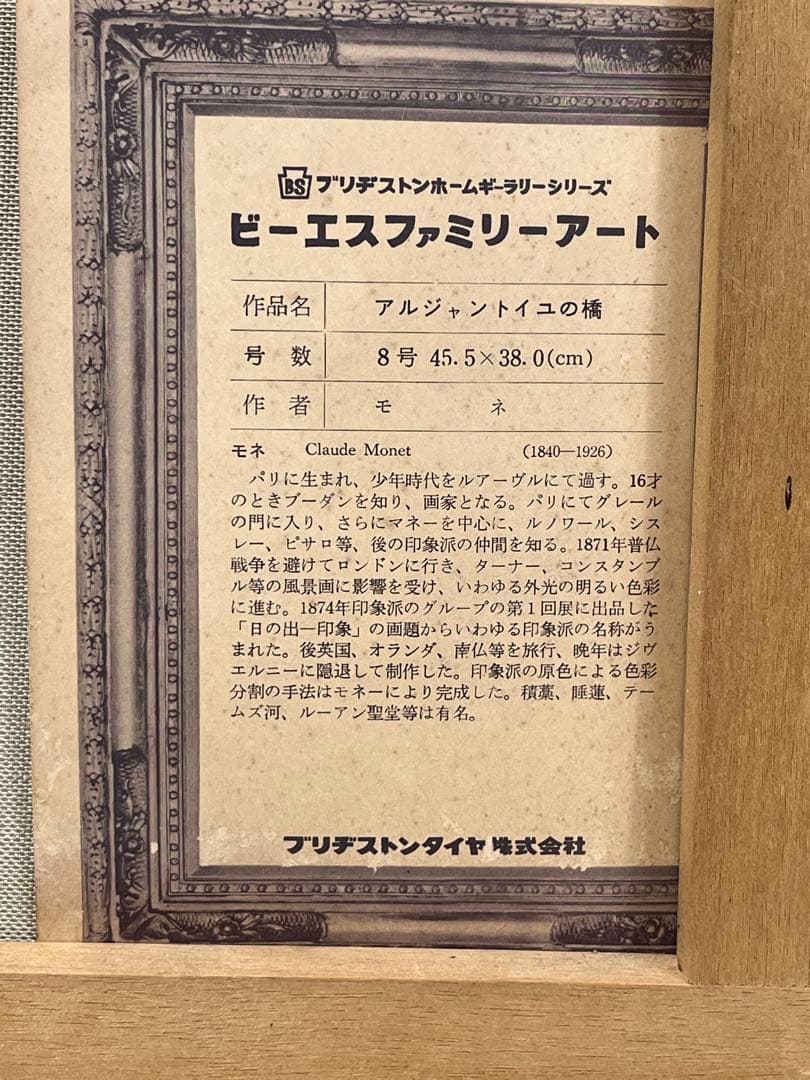 BS ブリヂストンホームギャラリーシリーズ
ビーエスファミリーアート
作品名 アルジャントイユの橋
号 数 8号 45.5×38.0(cm)
作 者 モ ネ
モネ Claude Monet (1840—1926)
パリに生まれ、少年時代をルアーヴルにて過す。16才
のときブーダンを知り、画家となる。パリにてグレール
の門に入り、さらにマネーを中心に、ルノワール、シス
レー、ピサロ等、後の印象派の仲間を知る。1871年普仏
戦争を避けてロンドンに行き、ターナー、コンスタンブ
ル等の風景画に影響を受け、いわゆる外光の明るい色彩
に進む。1874年印象派のグループの第1回展に出品した
「日の出—印象」の画題からいわゆる印象派の名称がう
まれた。後英国、オランダ、南仏等を旅行、晩年はジヴ
エルニーに隠退して制作した。印象派の原色による色彩
分割の手法はモネーにより完成した。積藁、睡蓮、テー
ムズ河、ルーアン聖堂等は有名。
ブリヂストンタイヤ株式会社